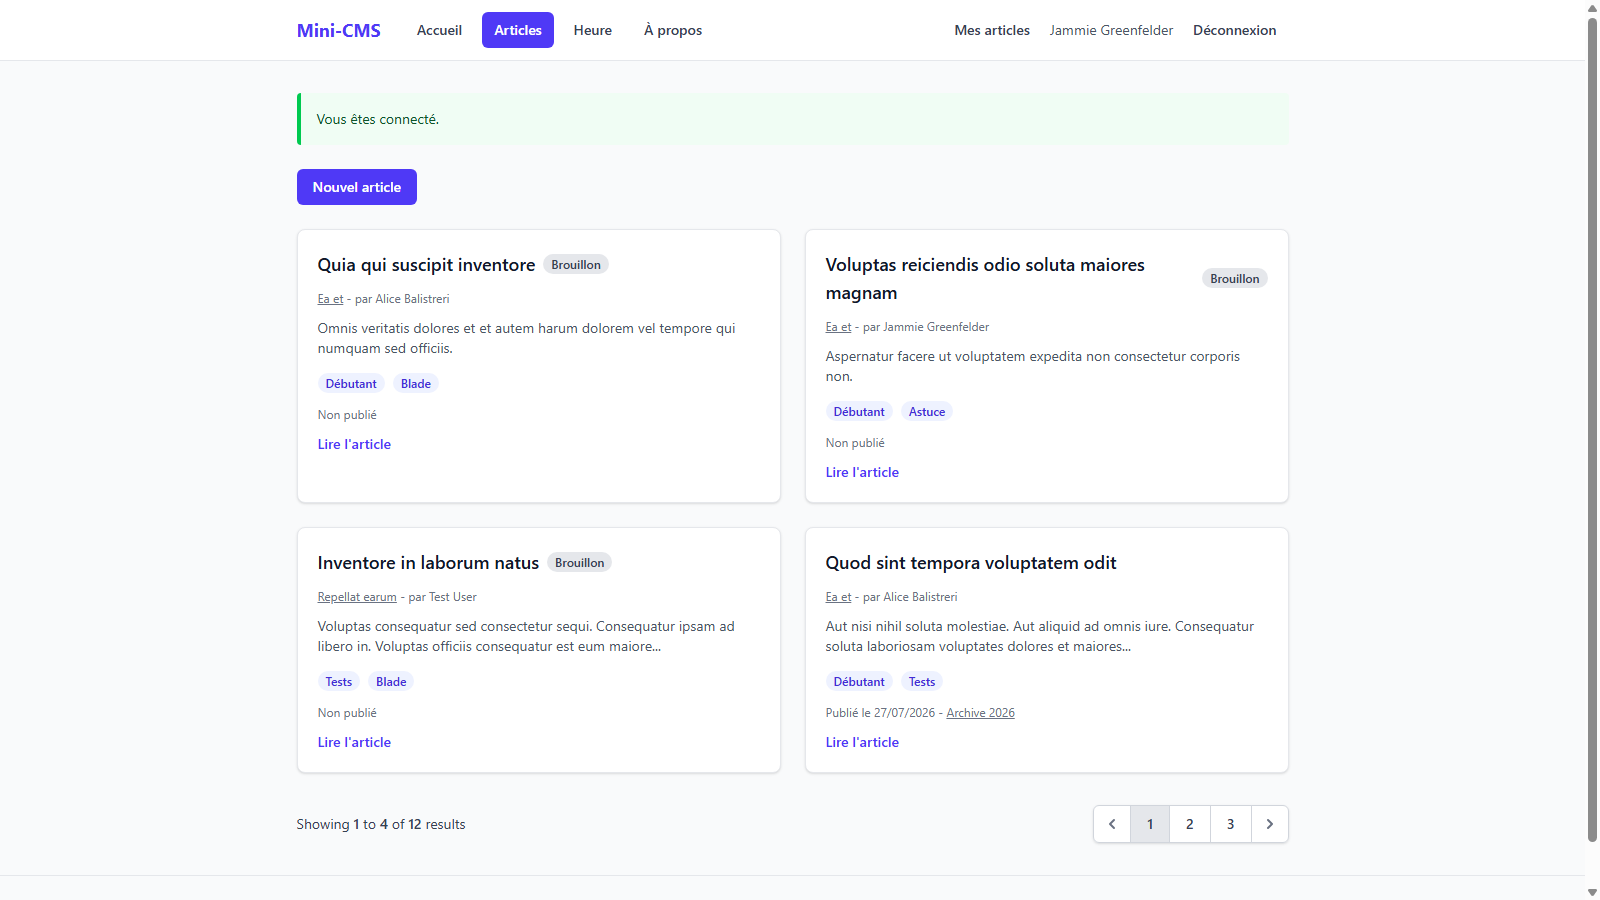 Mini-CMS Accueil Articles Heure À propos Mes articles Jammie Greenfelder Déconnexion
Vous êtes connecté.
Nouvel article
Quia qui suscipit inventore Brouillon
Ea et - par Alice Balistreri
Omnis veritatis dolores et et autem harum dolorem vel tempore qui
numquam sed officiis.
Débutant Blade
Non publié
Lire l'article
Voluptas reiciendis odio soluta maiores
magnam
Brouillon
Ea et - par Jammie Greenfelder
Aspernatur facere ut voluptatem expedita non consectetur corporis
non.
Débutant Astuce
Non publié
Lire l'article
Inventore in laborum natus Brouillon
Repellat earum - par Test User
Voluptas consequatur sed consectetur sequi. Consequatur ipsam ad
libero in. Voluptas officiis consequatur est eum maiore...
Tests Blade
Non publié
Lire l'article
Quod sint tempora voluptatem odit
Ea et - par Alice Balistreri
Aut nisi nihil soluta molestiae. Aut aliquid ad omnis iure. Consequatur
soluta laboriosam voluptates dolores et maiores...
Débutant Tests
Publié le 27/07/2026 - Archive 2026
Lire l'article
Showing 1 to 4 of 12 results
1 2 3